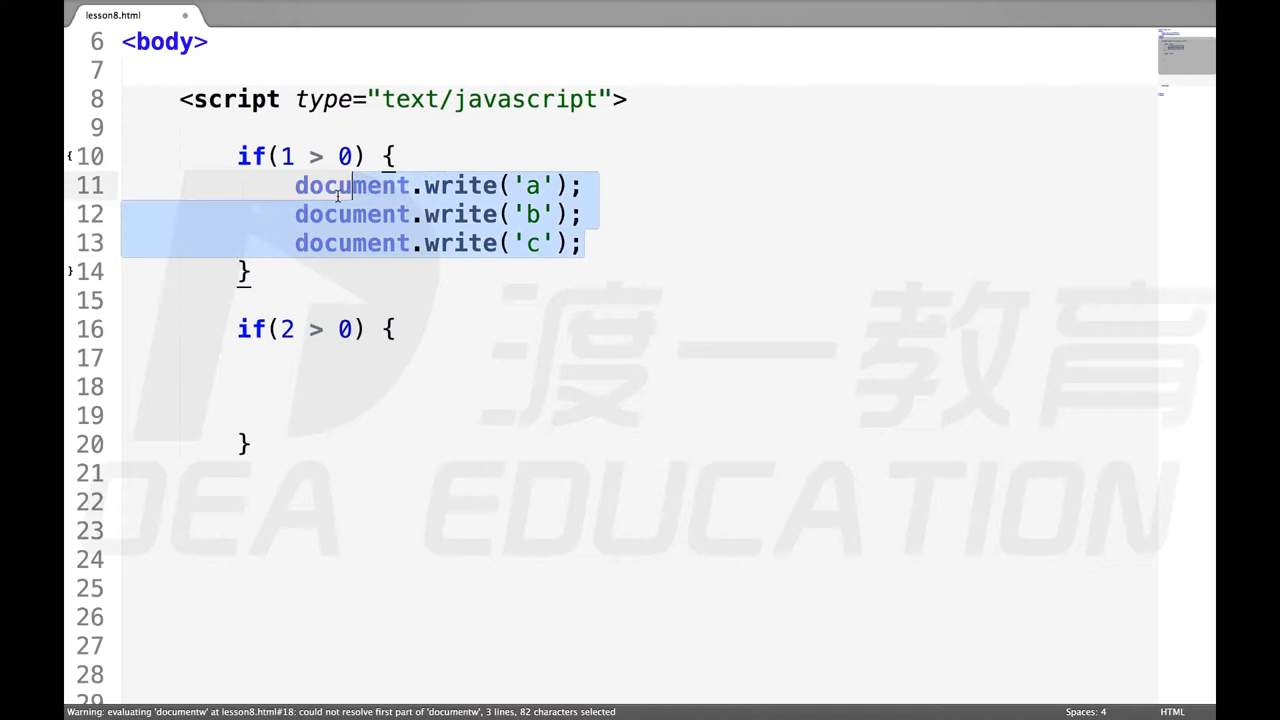 lesson8.html
6 <body>
7
8 <script type="text/javascript">
9
10 if(1 > 0) {
11 document.write('a');
12 document.write('b');
13 document.write('c');
14 }
15
16 if(2 > 0) {
17
18
19
20 }
21
22
23
24
25
26
27
28
29
渡一教育
DEA EDUCATION
Warning: evaluating 'documentw' at lesson8.html#18: could not resolve first part of 'documentw', 3 lines, 82 characters selected
Spaces: 4
HTML